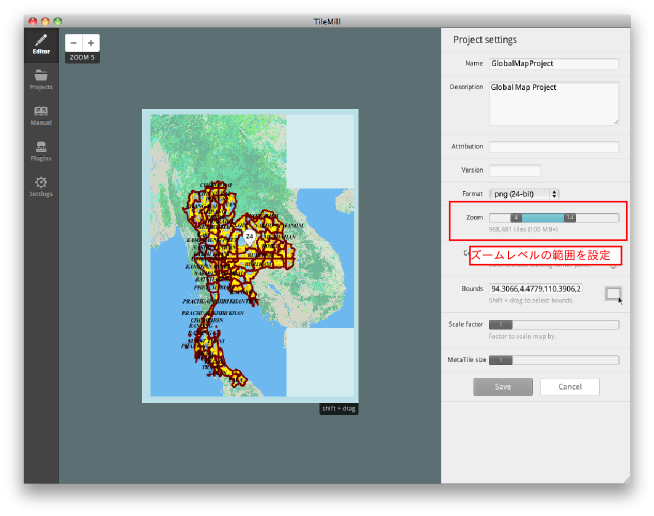 TileMill
Editor
Projects
Manual
Plugins
Settings
ZOOM 5
24
PRACHUAP KHIRI KHAN
shift + drag
Project settings
Name
GlobalMapProject
Description
Global Map Project
Attribution
Version
Format
png (24-bit)
Zoom
4
14
968,481 tiles (100 MB+)
ズームレベルの範囲を設定
Bounds
94.3066,4.4779,110.3906,2
Shift + drag to select bounds.
Scale factor
1
Factor to scale map by.
MetaTile size
1
Save
Cancel